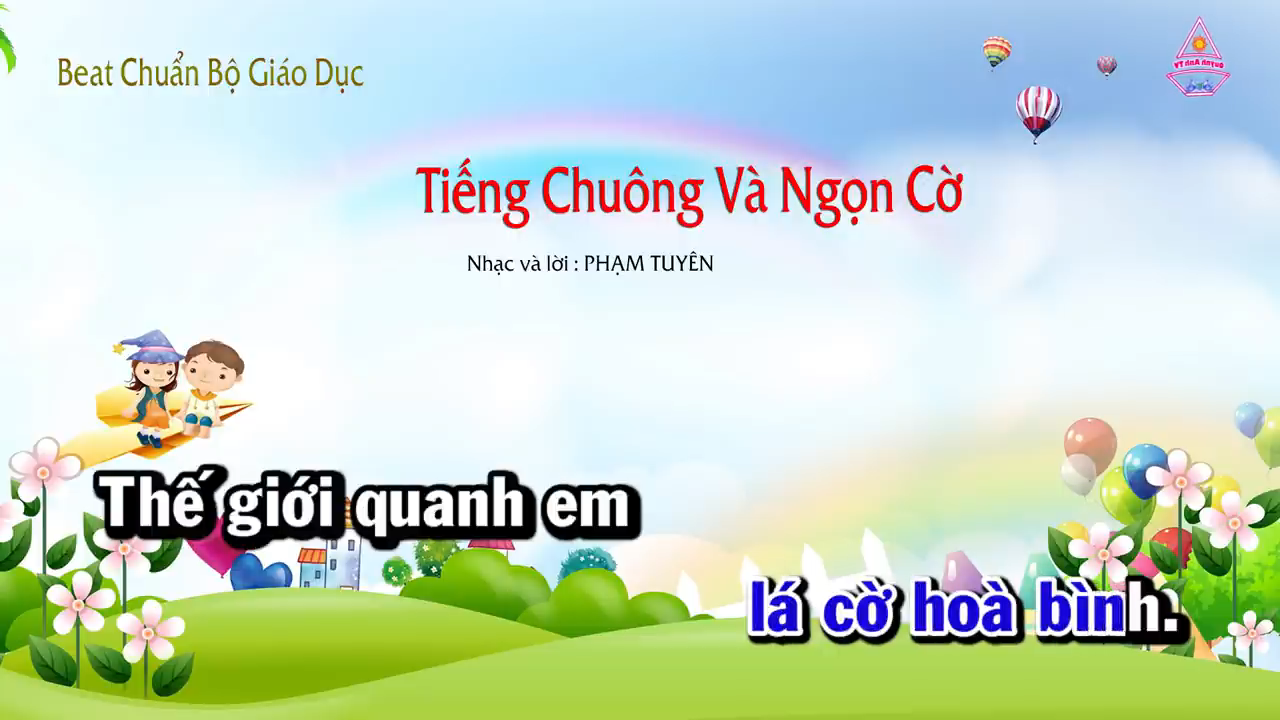 Beat Chuẩn Bộ Giáo Dục
Tiếng Chuông Và Ngọn Cờ
Nhạc và lời : PHẠM TUYÊN
Thế giới quanh em
lá cờ hoà bình.